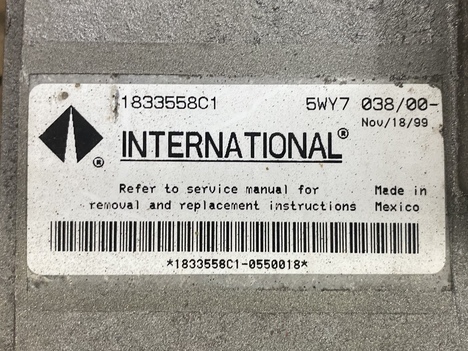 1833558C1 5WY7 038/00-
Nov/18/99
INTERNATIONAL®
®
Refer to service manual for Made in
removal and replacement instructions Mexico
*1833558C1-0550018*